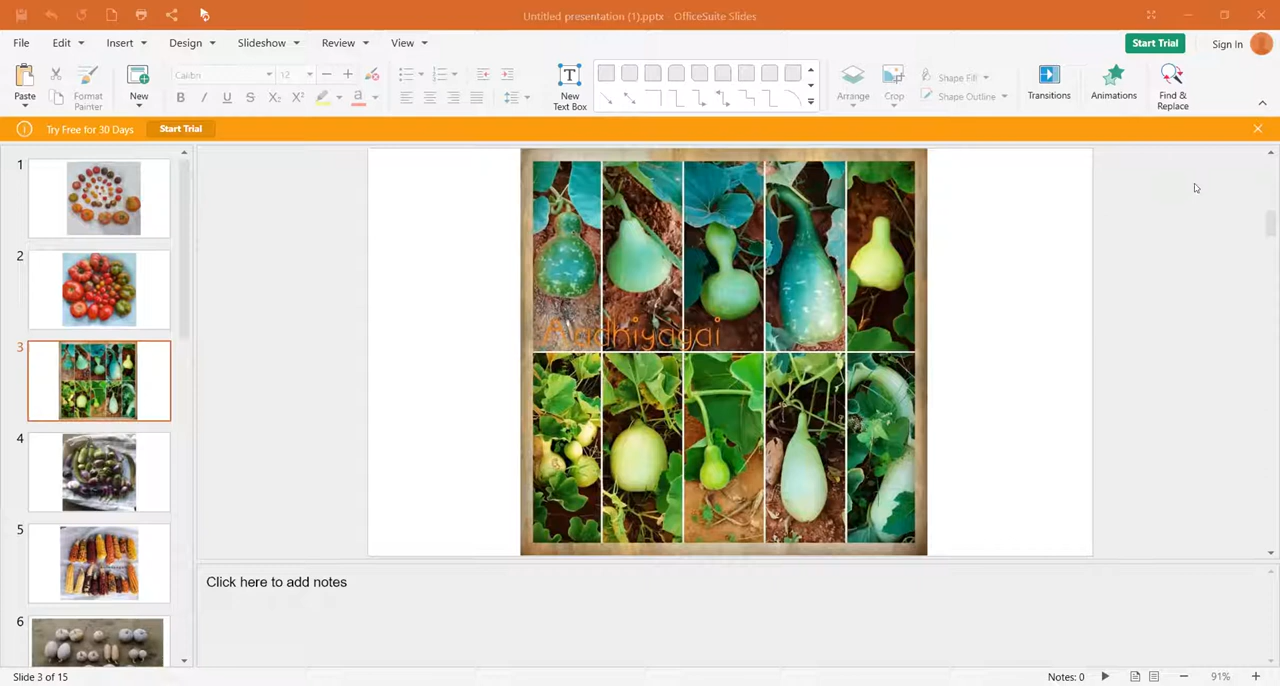 Untitled presentation (1).pptx - OfficeSuite Slides
File Edit Insert Design Slideshow Review View
Start Trial Sign In
Paste Format Painter New
Calibri 12
B I U S X₂ X² A
New Text Box
Arrange Crop Shape Fill Shape Outline Transitions Animations Find & Replace
Try Free for 30 Days Start Trial
1
2
3
4
5
6
Aadhiyagai
Click here to add notes
Slide 3 of 15 Notes: 0 91%